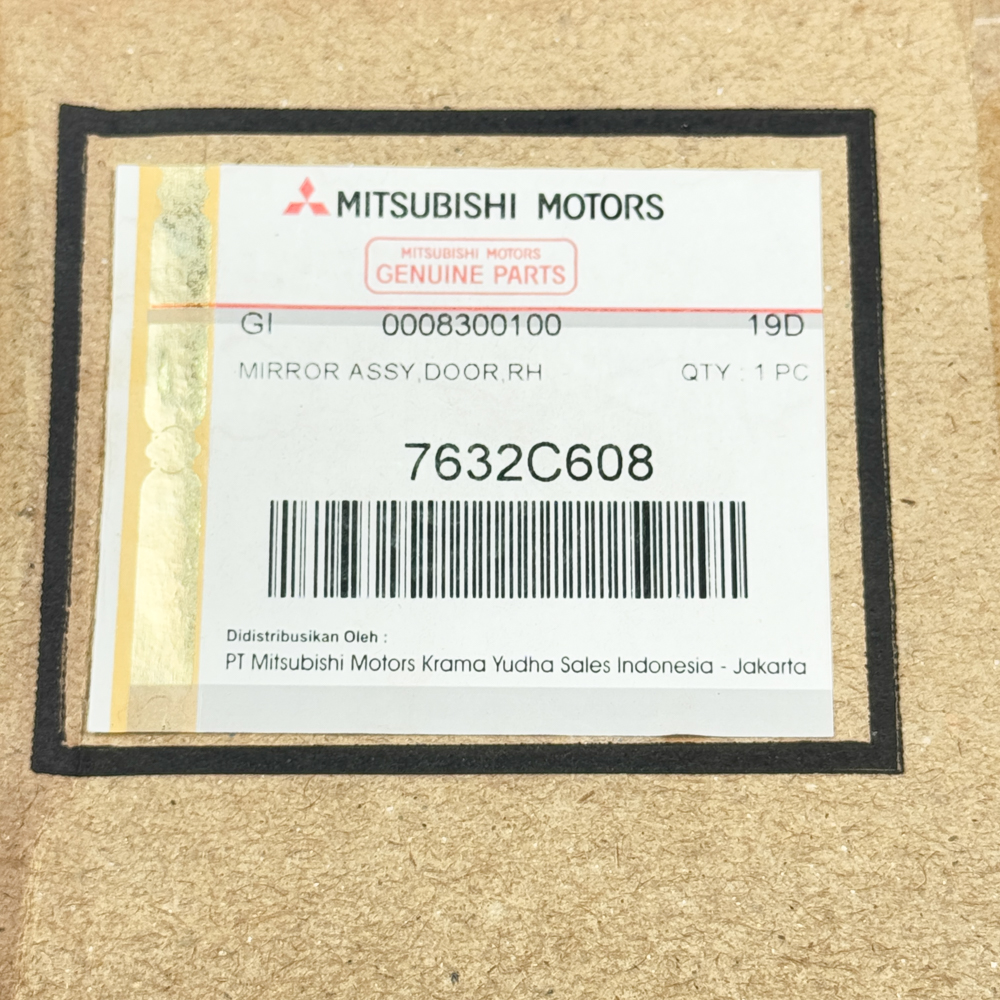 MITSUBISHI MOTORS
MITSUBISHI MOTORS
GENUINE PARTS
GI 0008300100 19D
MIRROR ASSY,DOOR,RH QTY : 1 PC
7632C608
Didistribusikan Oleh :
PT Mitsubishi Motors Krama Yudha Sales Indonesia - Jakarta